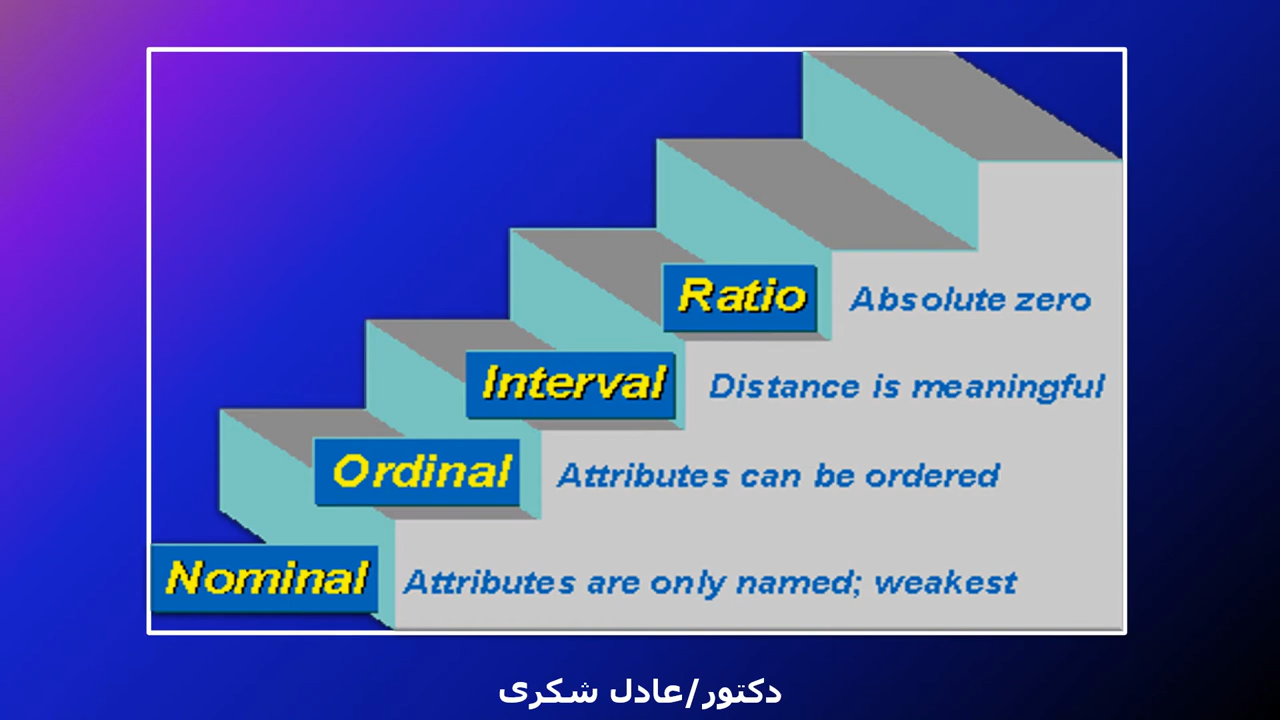 Ratio Absolute zero
Interval Distance is meaningful
Ordinal Attributes can be ordered
Nominal Attributes are only named; weakest
دكتور/عادل شكرى